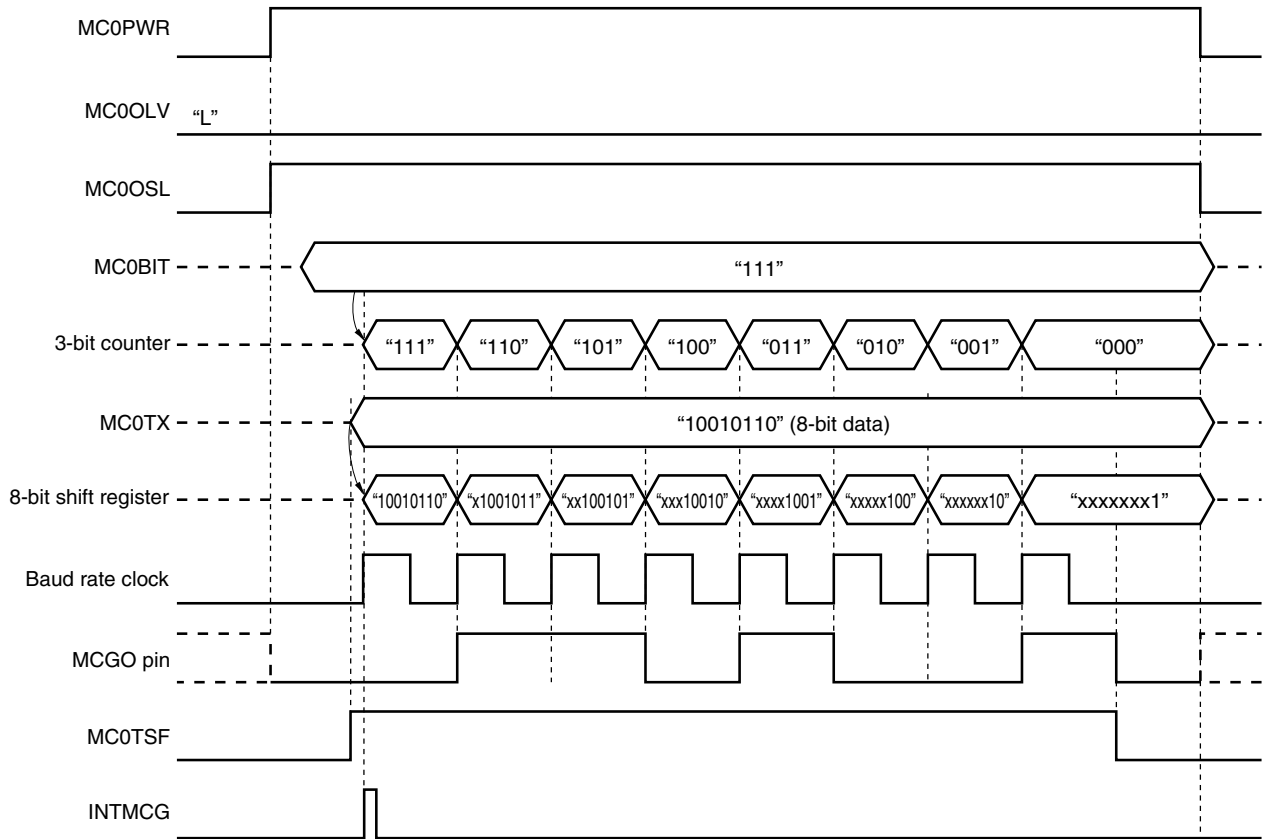 MC0PWR
MC0OLV “L”
MC0OSL
MC0BIT “111”
3-bit counter “111” “110” “101” “100” “011” “010” “001” “000”
MC0TX “10010110” (8-bit data)
8-bit shift register “10010110” “x1001011” “xx100101” “xxx10010” “xxxx1001” “xxxxx100” “xxxxxx10” “xxxxxxx1”
Baud rate clock
MCGO pin
MC0TSF
INTMCG